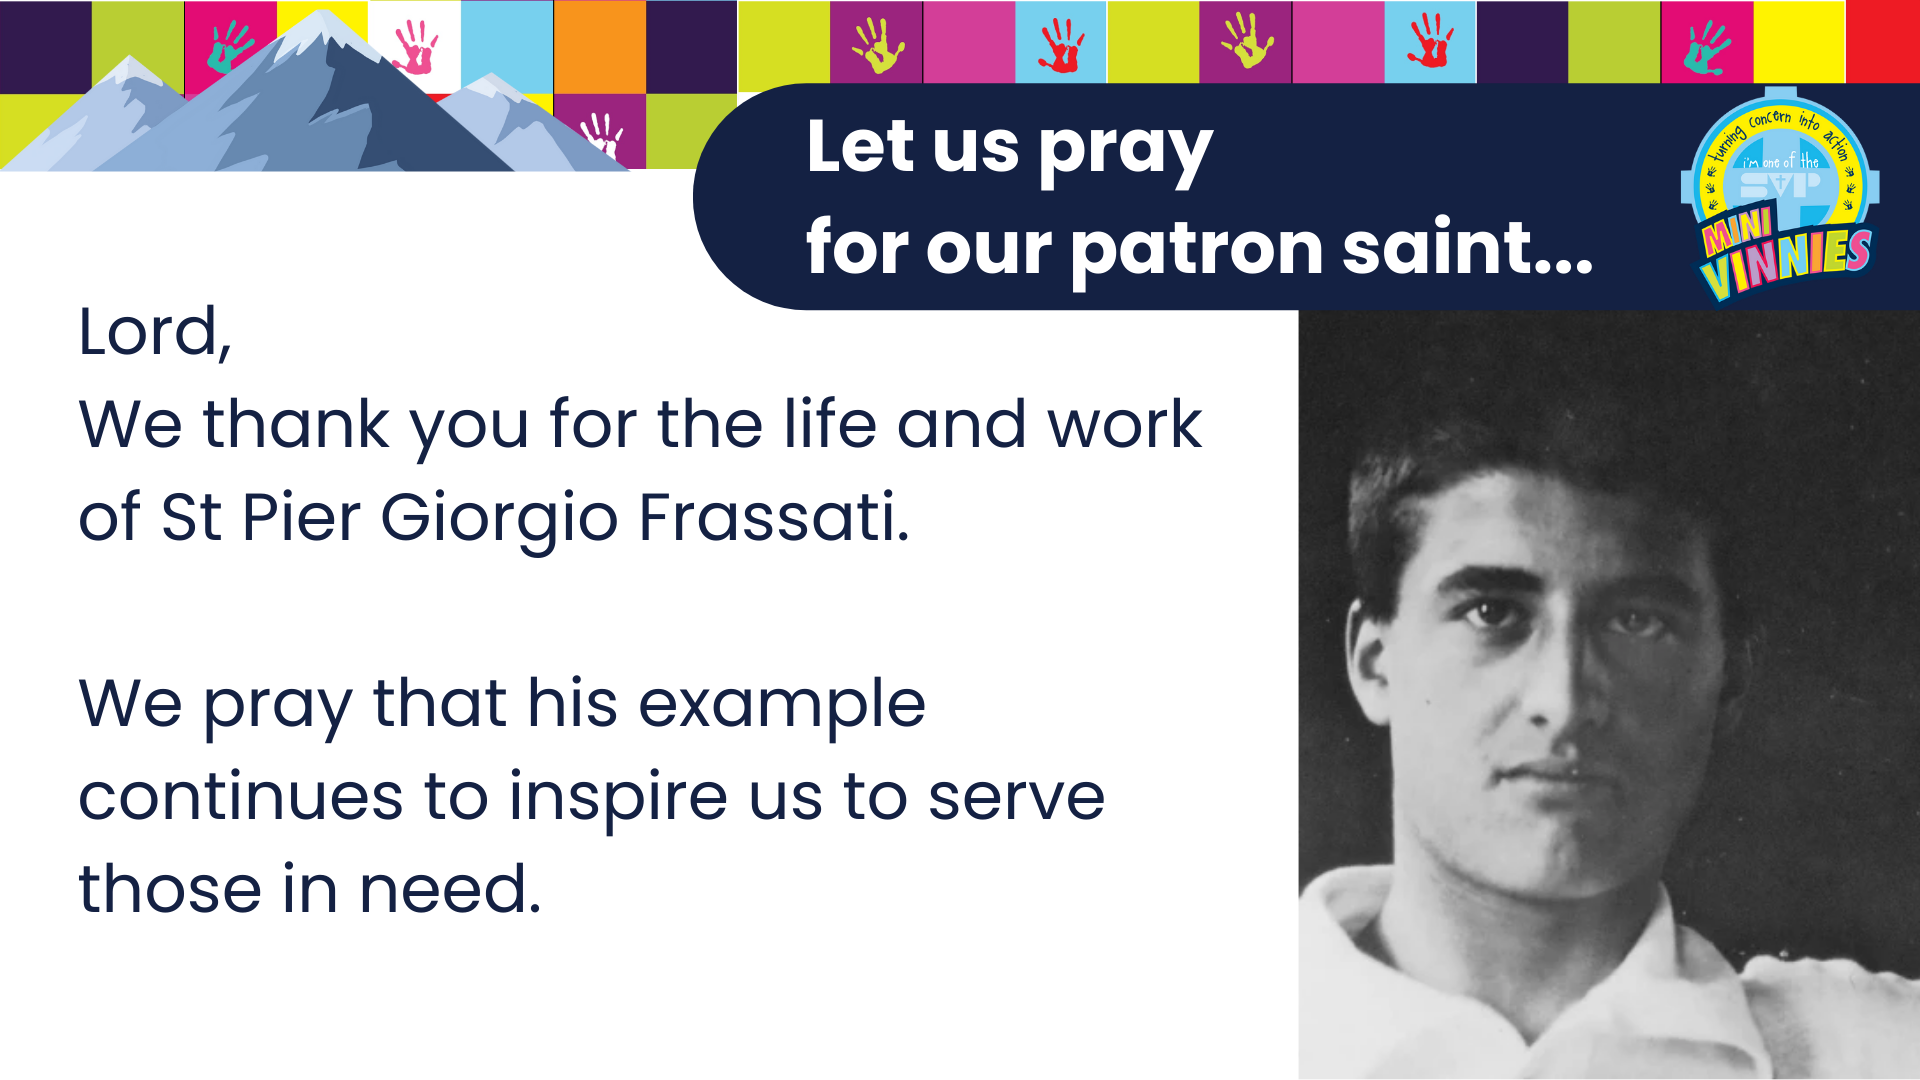 Let us pray
for our patron saint...
turning concern into action
i'm one of the
SVP
MINI
VINNIES
Lord,
We thank you for the life and work
of St Pier Giorgio Frassati.
We pray that his example
continues to inspire us to serve
those in need.